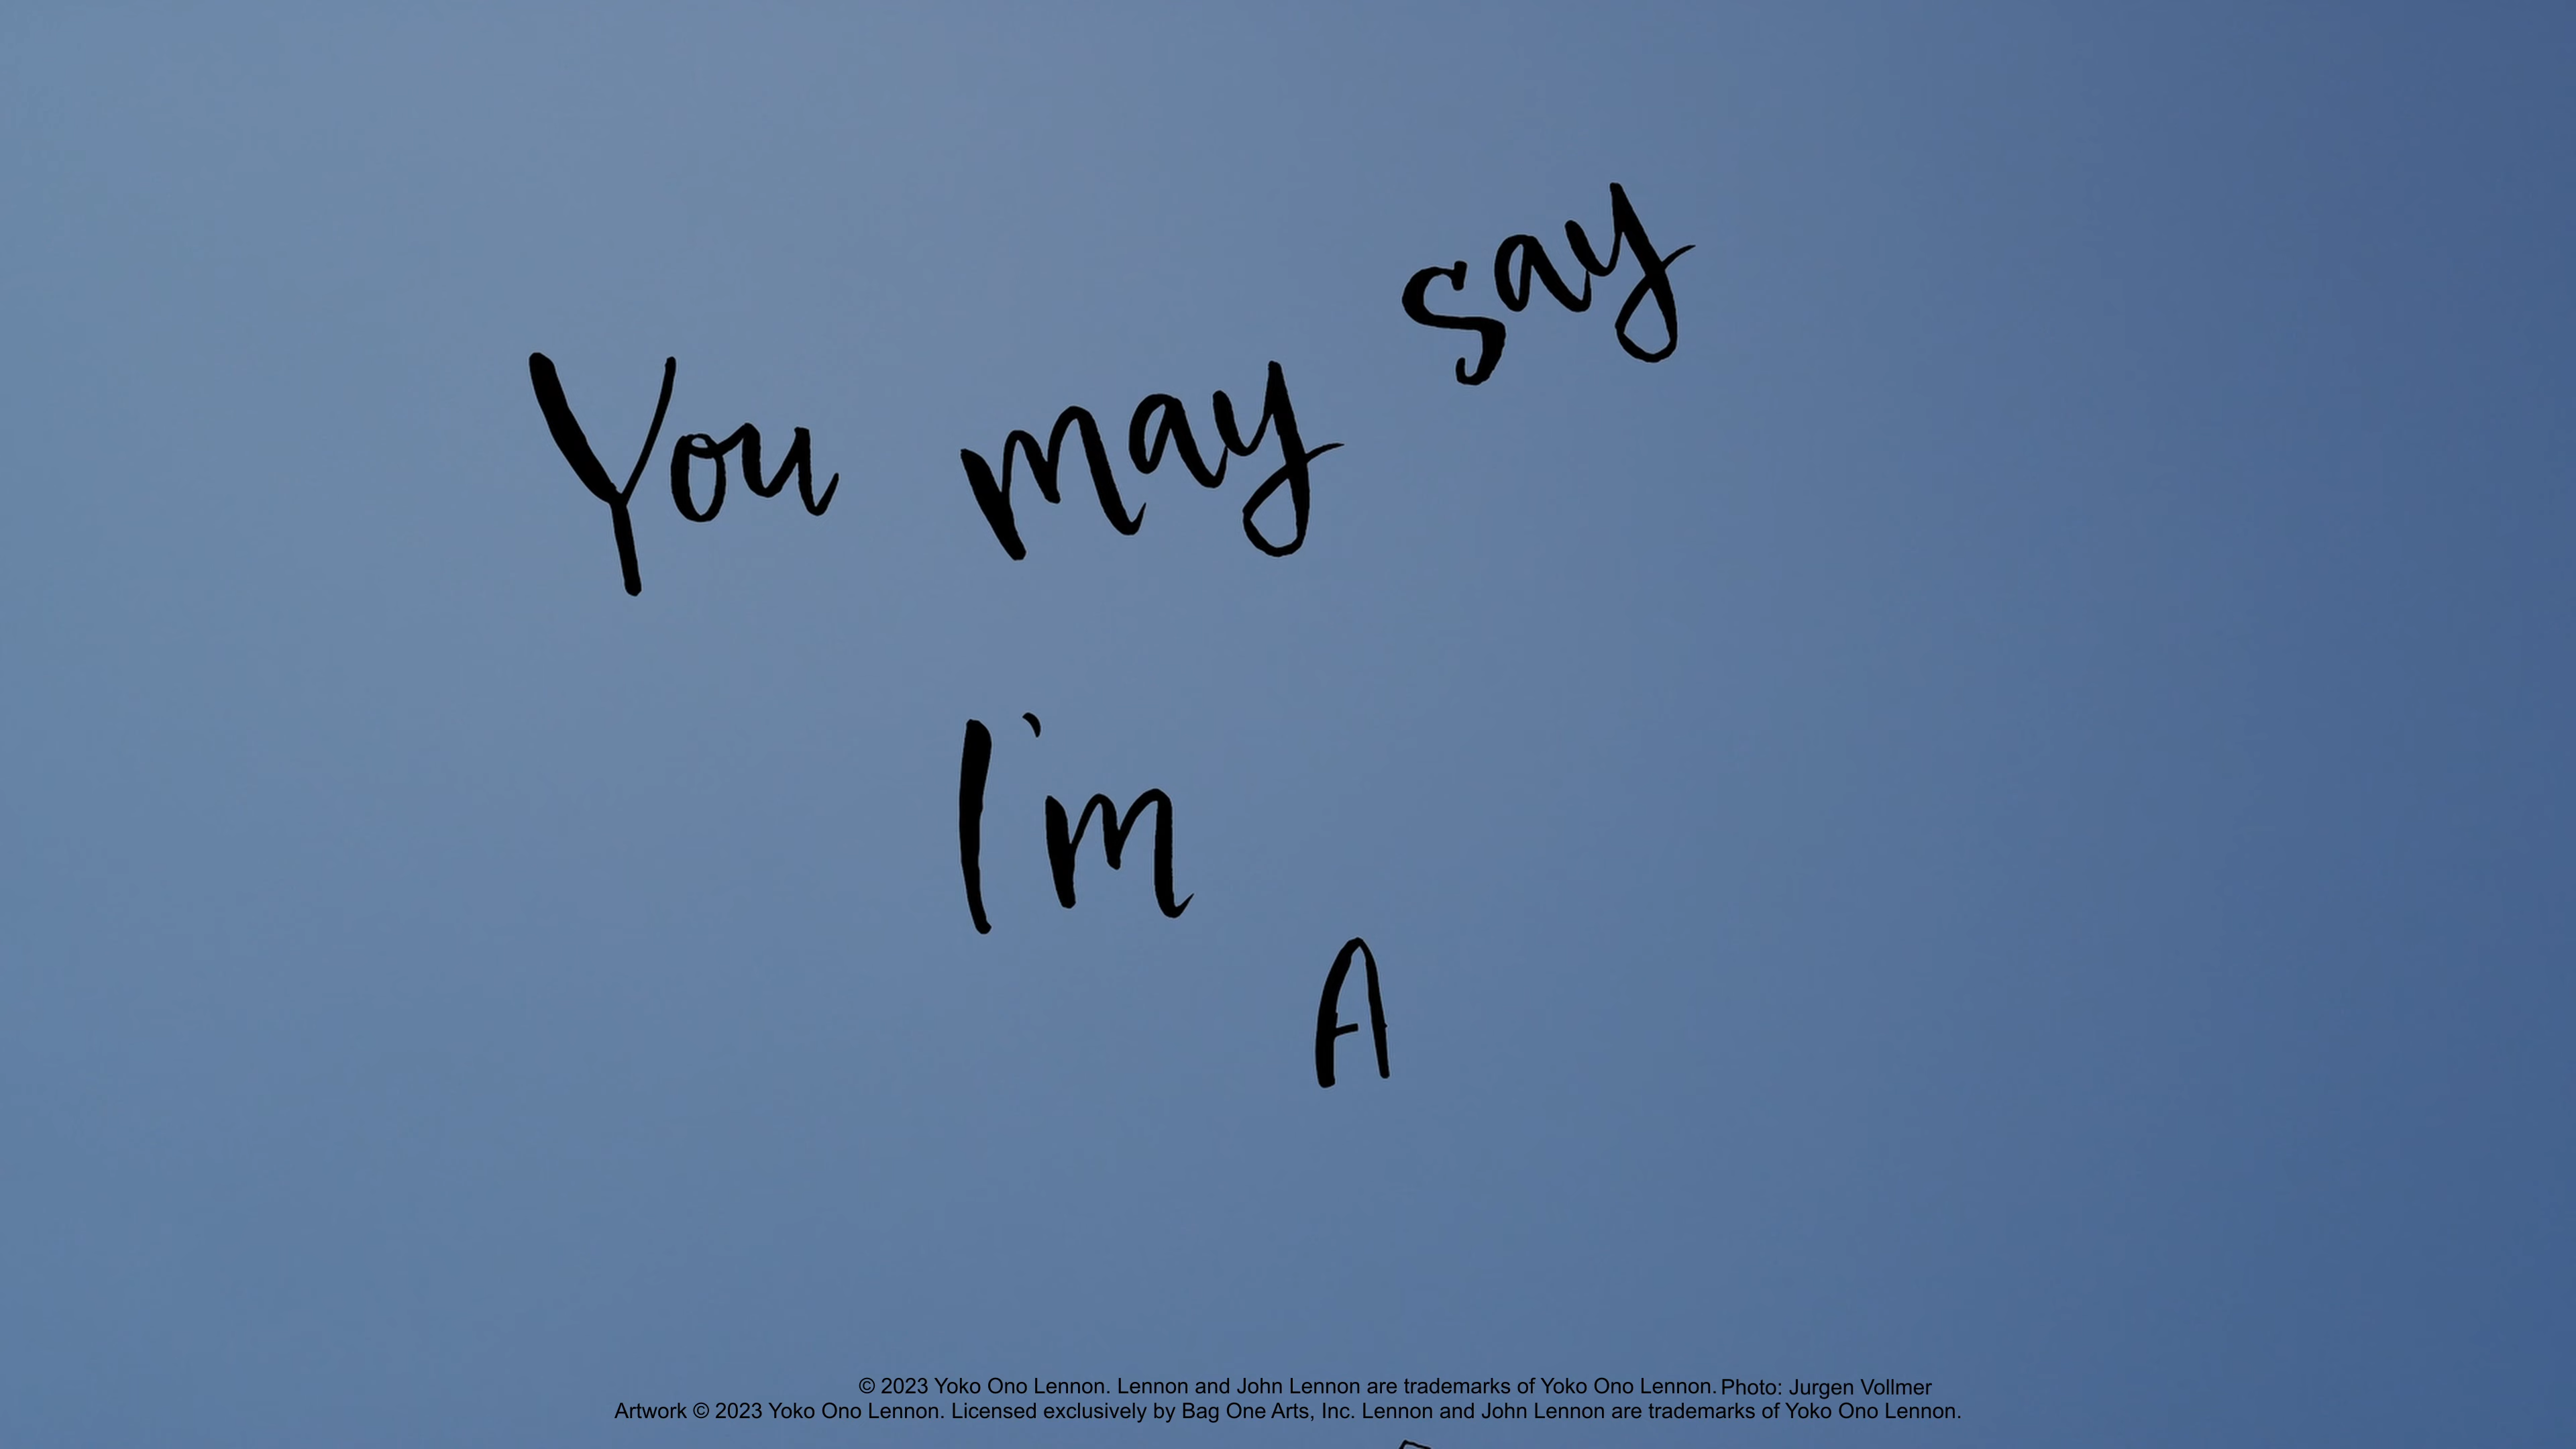 You may say
I'm
A
© 2023 Yoko Ono Lennon. Lennon and John Lennon are trademarks of Yoko Ono Lennon. Photo: Jurgen Vollmer
Artwork © 2023 Yoko Ono Lennon. Licensed exclusively by Bag One Arts, Inc. Lennon and John Lennon are trademarks of Yoko Ono Lennon.